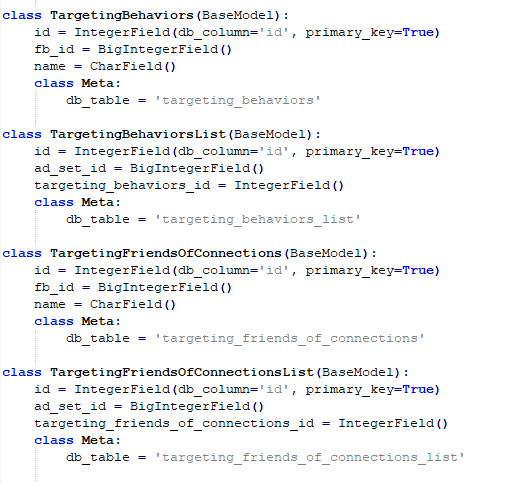 class TargetingBehaviors(BaseModel):
    id = IntegerField(db_column='id', primary_key=True)
    fb_id = BigIntegerField()
    name = CharField()
    class Meta:
        db_table = 'targeting_behaviors'

class TargetingBehaviorsList(BaseModel):
    id = IntegerField(db_column='id', primary_key=True)
    ad_set_id = BigIntegerField()
    targeting_behaviors_id = IntegerField()
    class Meta:
        db_table = 'targeting_behaviors_list'

class TargetingFriendsOfConnections(BaseModel):
    id = IntegerField(db_column='id', primary_key=True)
    fb_id = BigIntegerField()
    name = CharField()
    class Meta:
        db_table = 'targeting_friends_of_connections'

class TargetingFriendsOfConnectionsList(BaseModel):
    id = IntegerField(db_column='id', primary_key=True)
    ad_set_id = BigIntegerField()
    targeting_friends_of_connections_id = IntegerField()
    class Meta:
        db_table = 'targeting_friends_of_connections_list'